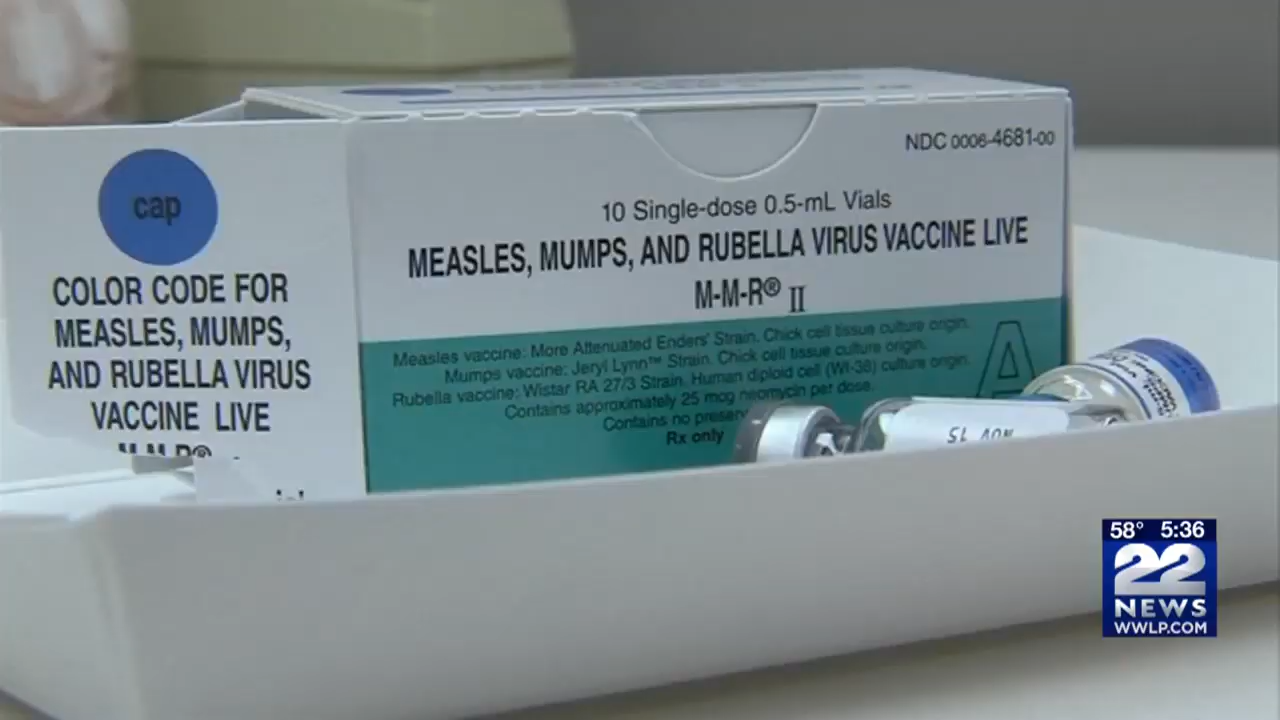 cap
COLOR CODE FOR
MEASLES, MUMPS,
AND RUBELLA VIRUS
VACCINE LIVE
M-M-R®
NDC 0006-4681-00
10 Single-dose 0.5-mL Vials
MEASLES, MUMPS, AND RUBELLA VIRUS VACCINE LIVE
M-M-R® II
Measles vaccine: More Attenuated Enders' Strain. Chick cell tissue culture origin.
Mumps vaccine: Jeryl Lynn™ Strain. Chick cell tissue culture origin.
Rubella vaccine: Wistar RA 27/3 Strain. Human diploid cell (WI-38) culture origin.
Contains approximately 25 mcg neomycin per dose.
Contains no
Rx only
A
NOV 15
58° 5:36
22
NEWS
WWLP.COM